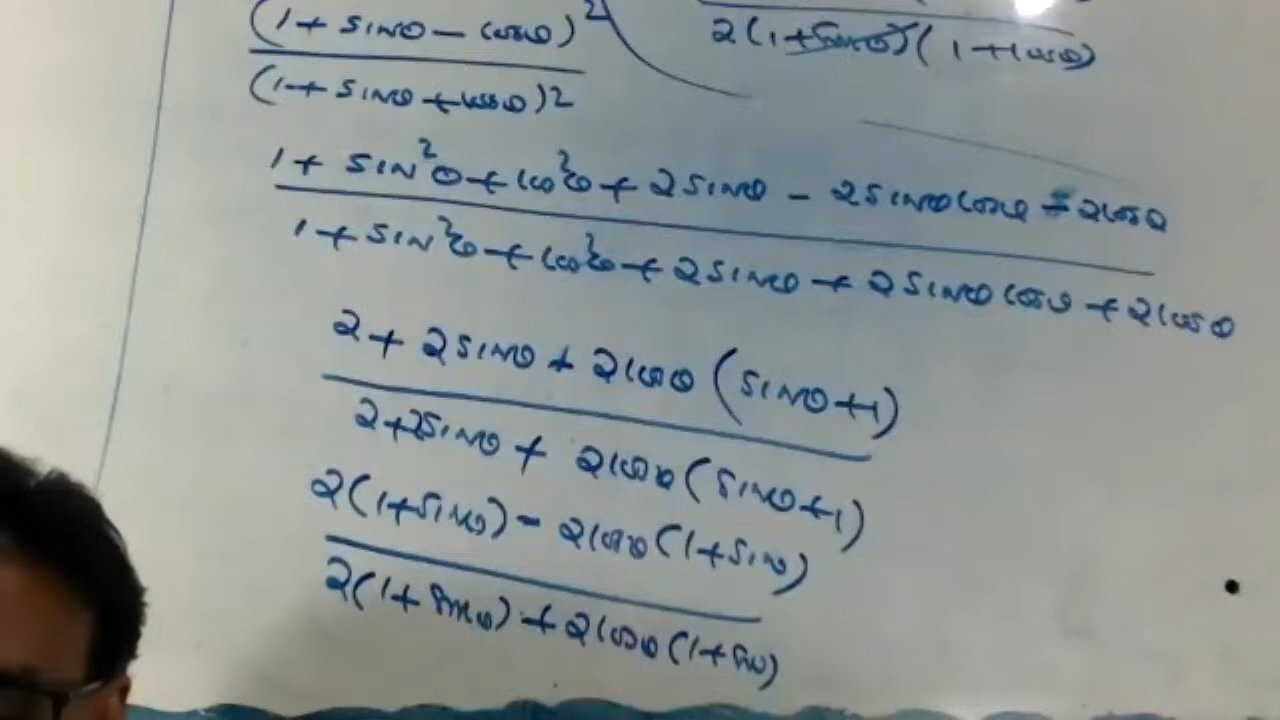 (1 + sinθ - cosθ)²
(1 + sinθ + cosθ)2
2(1+sinθ)(1+cosθ)
1 + sin²θ + cos²θ + 2sinθ - 2sinθcosθ - 2cosθ
1 + sin²θ + cos²θ + 2sinθ + 2sinθcosθ + 2cosθ
2 + 2sinθ + 2cosθ (sinθ+1)
2+2sinθ + 2cosθ (sinθ+1)
2(1+sinθ) - 2cosθ (1+sinθ)
2(1+sinθ) + 2cosθ (1+sinθ)